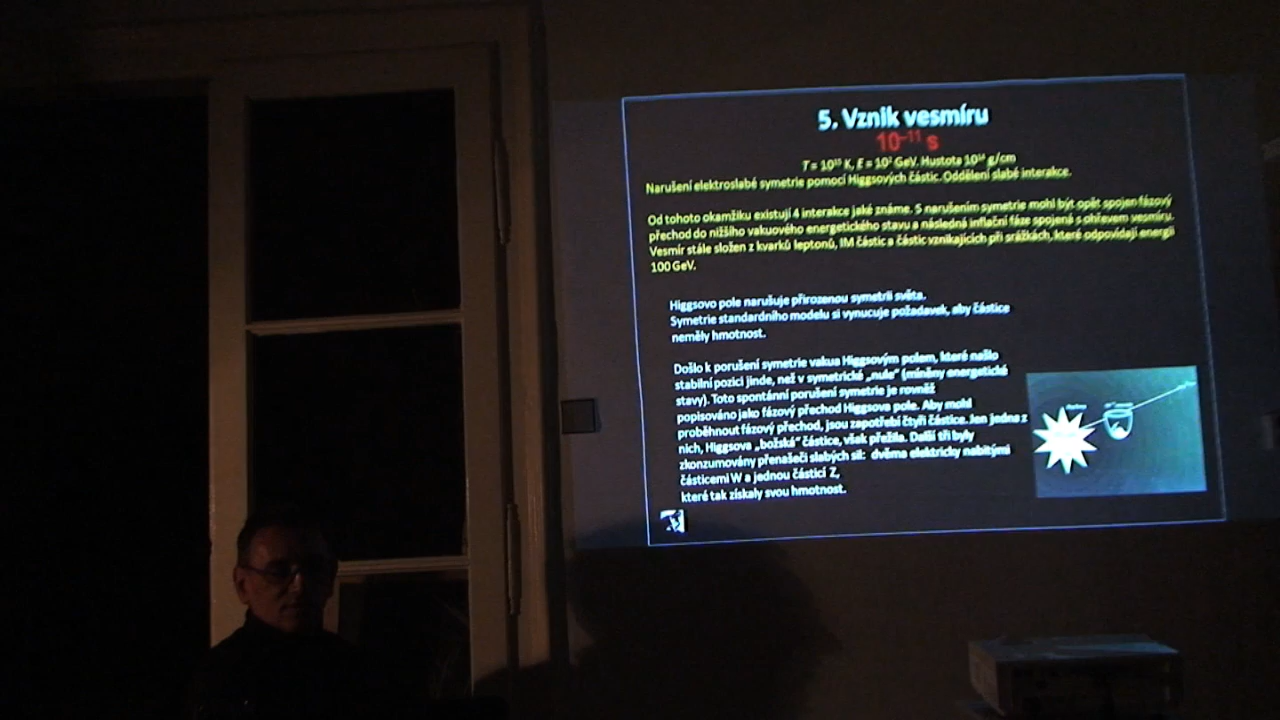 5. Vznik vesmíru
10⁻¹¹ s
T = 10¹⁵ K, E = 10² GeV. Hustota 10²⁴ g/cm
Narušení elektroslabé symetrie pomocí Higgsových částic. Oddělení slabé interakce.
Od tohoto okamžiku existují 4 interakce jaké známe. S narušením symetrie mohl být opět spojen fázový
přechod do nižšího vakuového energetického stavu a následná inflační fáze spojená s ohřevem vesmíru.
Vesmír stále složen z kvarků leptonů, IM částic a částic vznikajících při srážkách, které odpovídají energii
100 GeV.
Higgsovo pole narušuje přirozenou symetrii světa.
Symetrie standardního modelu si vynucuje požadavek, aby částice
neměly hmotnost.
Došlo k porušení symetrie vakua Higgsovým polem, které našlo
stabilní pozici jinde, než v symetrické „nule“ (míněny energetické
stavy). Toto spontánní porušení symetrie je rovněž
popisováno jako fázový přechod Higgsova pole. Aby mohl
proběhnout fázový přechod, jsou zapotřebí čtyři částice. Jen jedna z
nich, Higgsova „božská“ částice, však přežila. Další tři byly
zkonzumovány přenašeči slabých sil: dvěma elektricky nabitými
částicemi W a jednou částicí Z,
které tak získaly svou hmotnost.